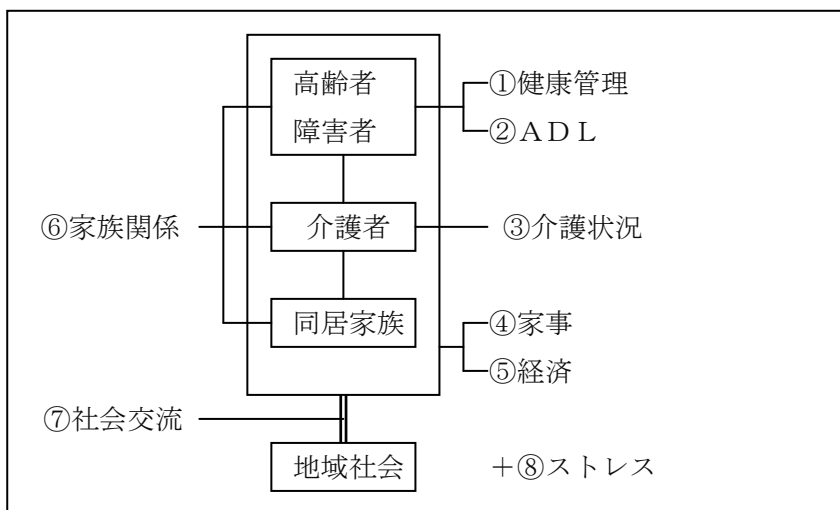 高齢者
障害者
①健康管理
②ＡＤＬ
⑥家族関係
介護者
③介護状況
同居家族
④家事
⑤経済
⑦社会交流
地域社会
＋⑧ストレス